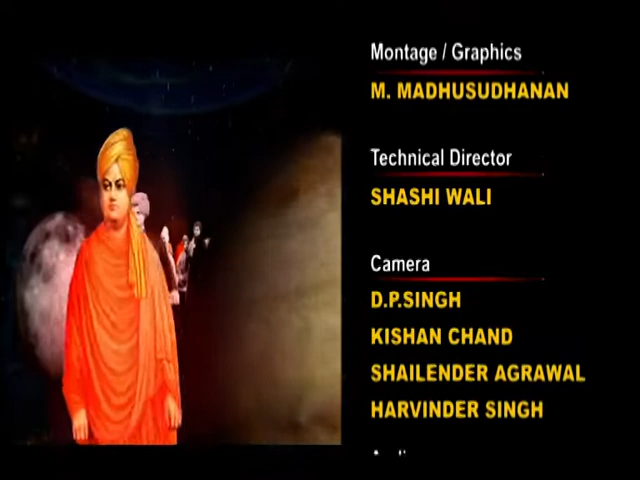 Montage / Graphics
M. MADHUSUDHANAN
Technical Director
SHASHI WALI
Camera
D.P.SINGH
KISHAN CHAND
SHAILENDER AGRAWAL
HARVINDER SINGH